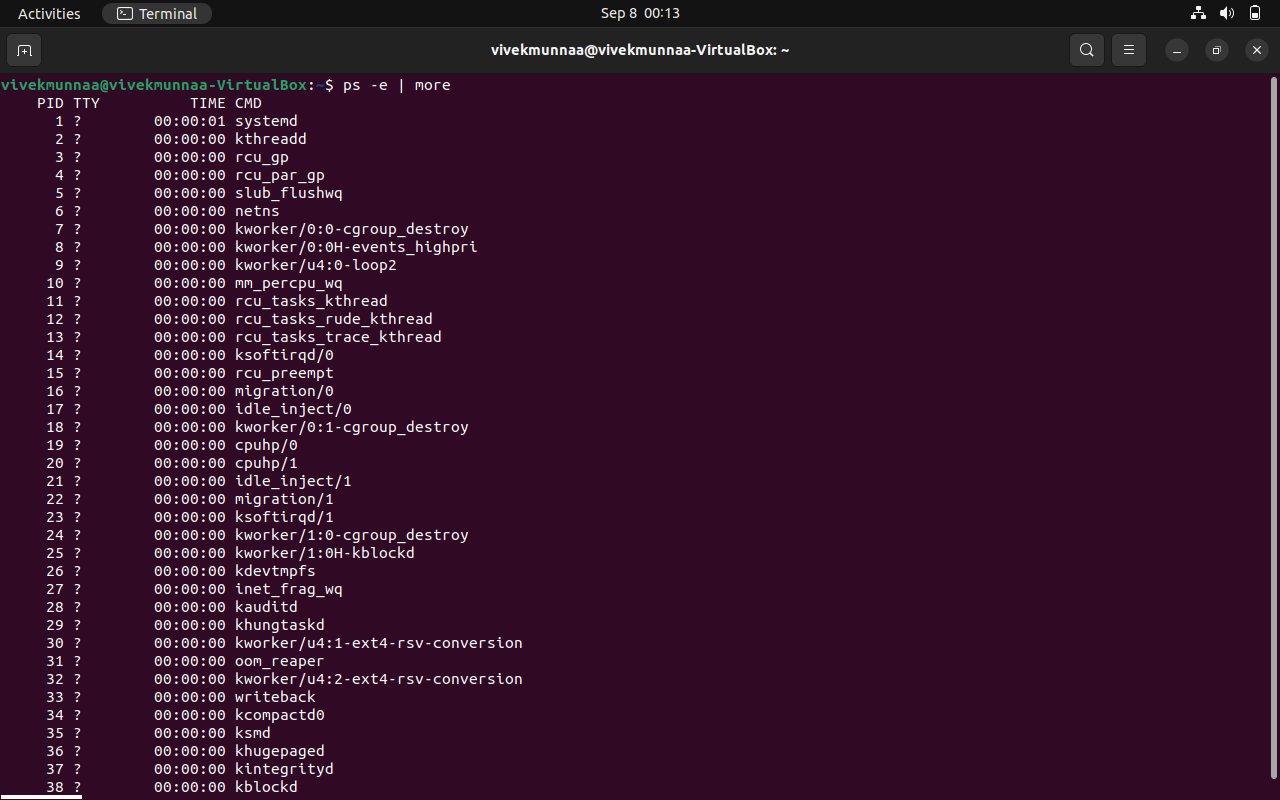 Activities Terminal Sep 8 00:13
vivekmunnaa@vivekmunnaa-VirtualBox: ~
vivekmunnaa@vivekmunnaa-VirtualBox:~$ ps -e | more
    PID TTY          TIME CMD
      1 ?        00:00:01 systemd
      2 ?        00:00:00 kthreadd
      3 ?        00:00:00 rcu_gp
      4 ?        00:00:00 rcu_par_gp
      5 ?        00:00:00 slub_flushwq
      6 ?        00:00:00 netns
      7 ?        00:00:00 kworker/0:0-cgroup_destroy
      8 ?        00:00:00 kworker/0:0H-events_highpri
      9 ?        00:00:00 kworker/u4:0-loop2
     10 ?        00:00:00 mm_percpu_wq
     11 ?        00:00:00 rcu_tasks_kthread
     12 ?        00:00:00 rcu_tasks_rude_kthread
     13 ?        00:00:00 rcu_tasks_trace_kthread
     14 ?        00:00:00 ksoftirqd/0
     15 ?        00:00:00 rcu_preempt
     16 ?        00:00:00 migration/0
     17 ?        00:00:00 idle_inject/0
     18 ?        00:00:00 kworker/0:1-cgroup_destroy
     19 ?        00:00:00 cpuhp/0
     20 ?        00:00:00 cpuhp/1
     21 ?        00:00:00 idle_inject/1
     22 ?        00:00:00 migration/1
     23 ?        00:00:00 ksoftirqd/1
     24 ?        00:00:00 kworker/1:0-cgroup_destroy
     25 ?        00:00:00 kworker/1:0H-kblockd
     26 ?        00:00:00 kdevtmpfs
     27 ?        00:00:00 inet_frag_wq
     28 ?        00:00:00 kauditd
     29 ?        00:00:00 khungtaskd
     30 ?        00:00:00 kworker/u4:1-ext4-rsv-conversion
     31 ?        00:00:00 oom_reaper
     32 ?        00:00:00 kworker/u4:2-ext4-rsv-conversion
     33 ?        00:00:00 writeback
     34 ?        00:00:00 kcompactd0
     35 ?        00:00:00 ksmd
     36 ?        00:00:00 khugepaged
     37 ?        00:00:00 kintegrityd
     38 ?        00:00:00 kblockd